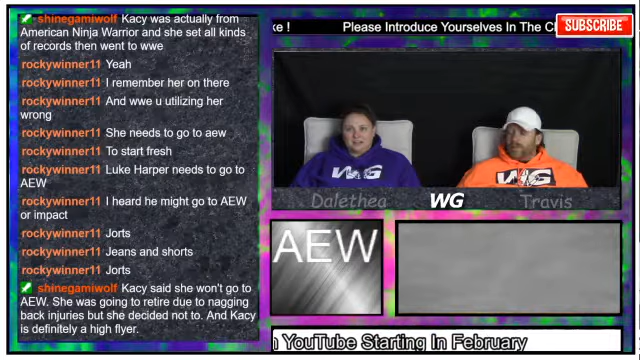 shinegamiwolf Kacy was actually from
American Ninja Warrior and she set all kinds
of records then went to wwe
rockywinner11 Yeah
rockywinner11 I remember her on there
rockywinner11 And wwe u utilizing her
wrong
rockywinner11 She needs to go to aew
rockywinner11 To start fresh
rockywinner11 Luke Harper needs to go to
AEW
rockywinner11 I heard he might go to AEW
or impact
rockywinner11 Jorts
rockywinner11 Jeans and shorts
rockywinner11 Jorts
shinegamiwolf Kacy said she won't go to
AEW. She was going to retire due to nagging
back injuries but she decided not to. And Kacy
is definitely a high flyer.
ke ! Please Introduce Yourselves In The C
SUBSCRIBE
WG
WG
Dalethea WG Travis
AEW
YouTube Starting In February